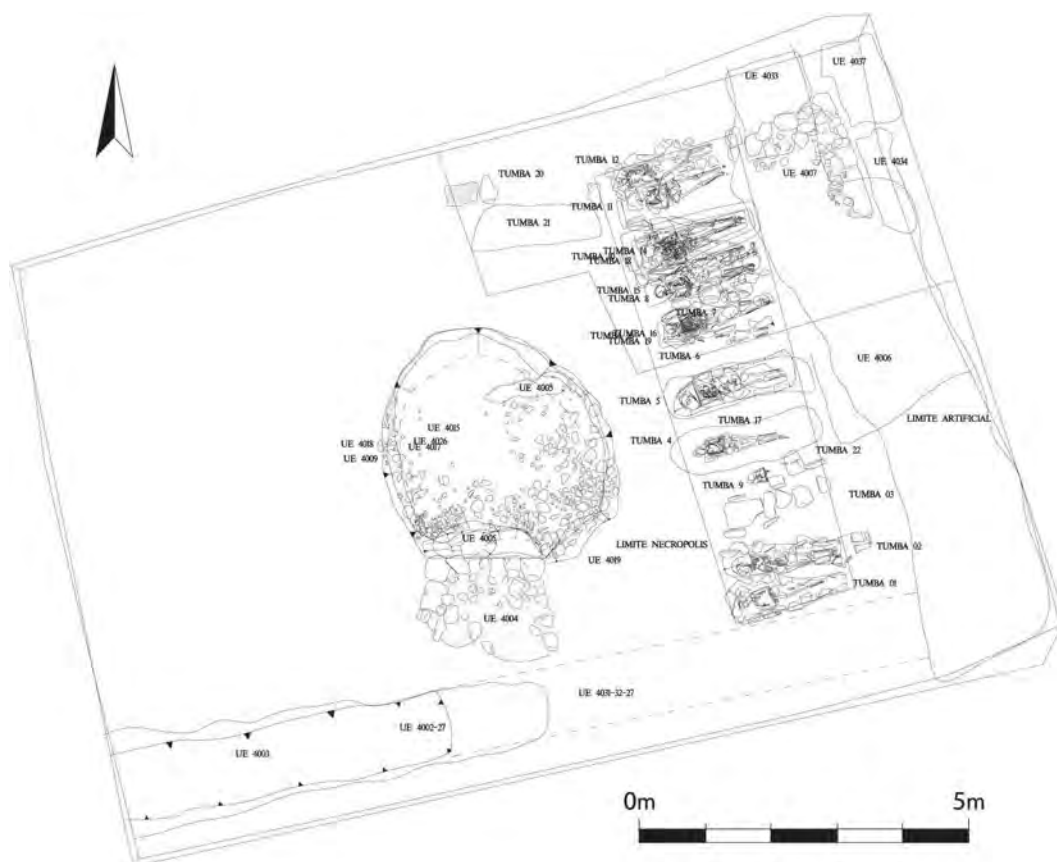 UE 4037
UE 4033
TUMBA 12
TUMBA 20
UE 4034
UE 4007
TUMBA 11
TUMBA 21
TUMBA 14
TUMBA 18
TUMBA 15
TUMBA 8
TUMBA 7
TUMBA 16
TUMBA 19
TUMBA 6
UE 4006
UE 4005
TUMBA 5
LIMITE ARTIFICIAL
TUMBA 17
UE 4015
UE 4026
UE 4017
UE 4018
UE 4009
TUMBA 4
TUMBA 22
TUMBA 9
TUMBA 03
UE 4005
LIMITE NECROPOLIS
TUMBA 02
UE 4019
TUMBA 01
UE 4004
UE 4031-32-27
UE 4002-27
UE 4003
0m
5m